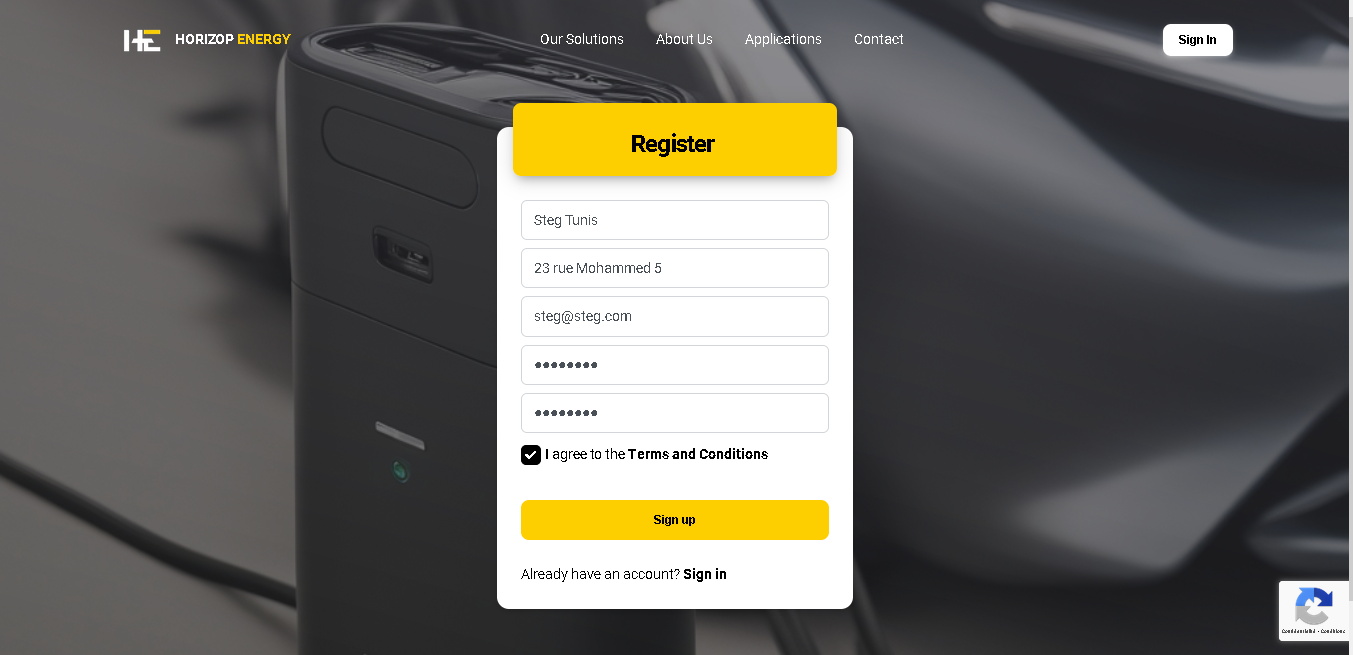 HE HORIZOP ENERGY
Our Solutions About Us Applications Contact
Sign In
Register
Steg Tunis
23 rue Mohammed 5
steg@steg.com
••••••••
••••••••
I agree to the Terms and Conditions
Sign up
Already have an account? Sign in
Confidentialité - Conditions